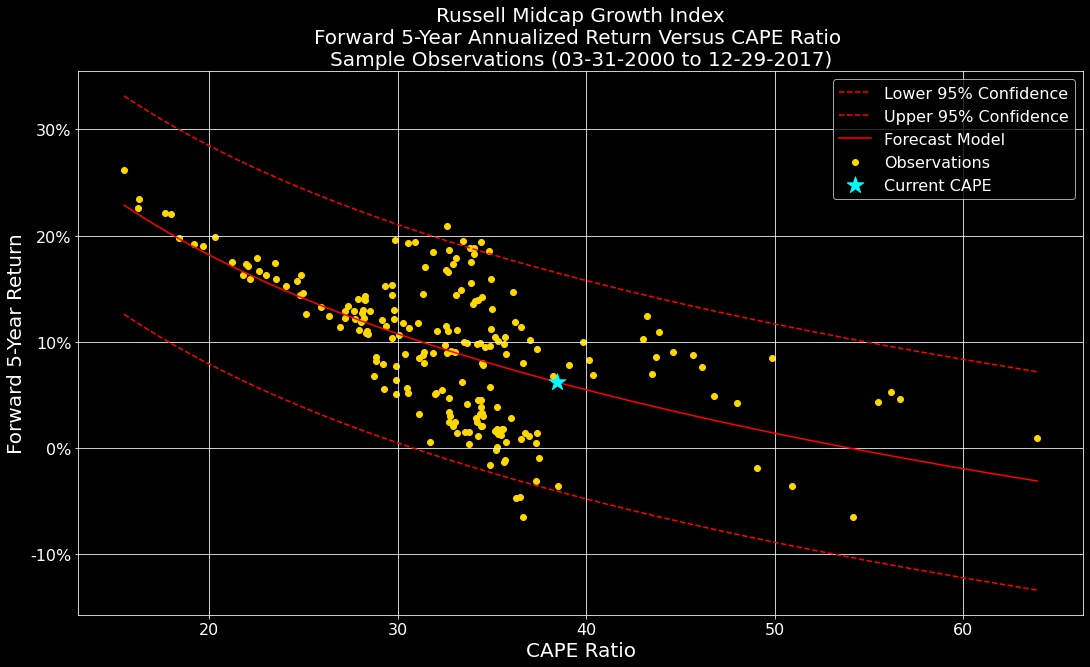 Russell Midcap Growth Index
Forward 5-Year Annualized Return Versus CAPE Ratio
Sample Observations (03-31-2000 to 12-29-2017)
Lower 95% Confidence
Upper 95% Confidence
Forecast Model
Observations
Current CAPE
Forward 5-Year Return
30%
20%
10%
0%
-10%
20
30
40
50
60
CAPE Ratio